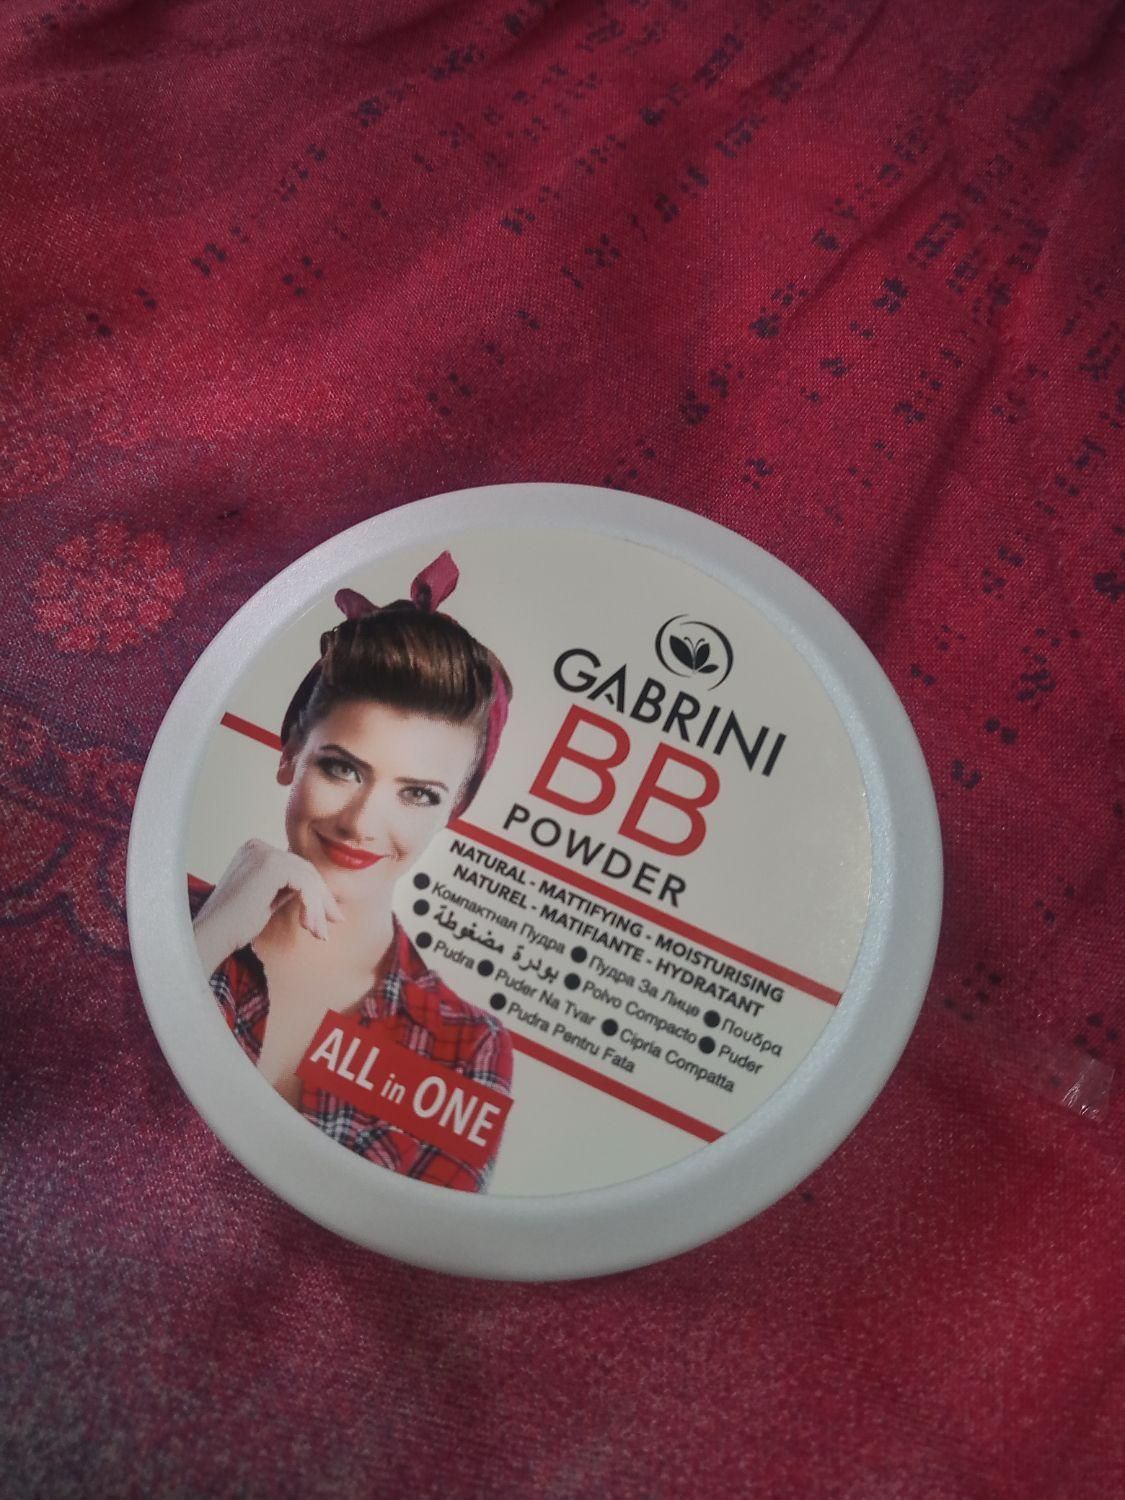 GABRINI
BB
POWDER
NATURAL - MATTIFYING - MOISTURISING
NATUREL - MATIFIANTE - HYDRATANT
● Компактная Пудра ● Пудра За Лице ● Πουδρα
● بودرة مضغوطة ● Polvo Compacto ● Puder
● Pudra ● Puder Na Tvar ● Cipria Compatta
● Pudra Pentru Fata
ALL in ONE